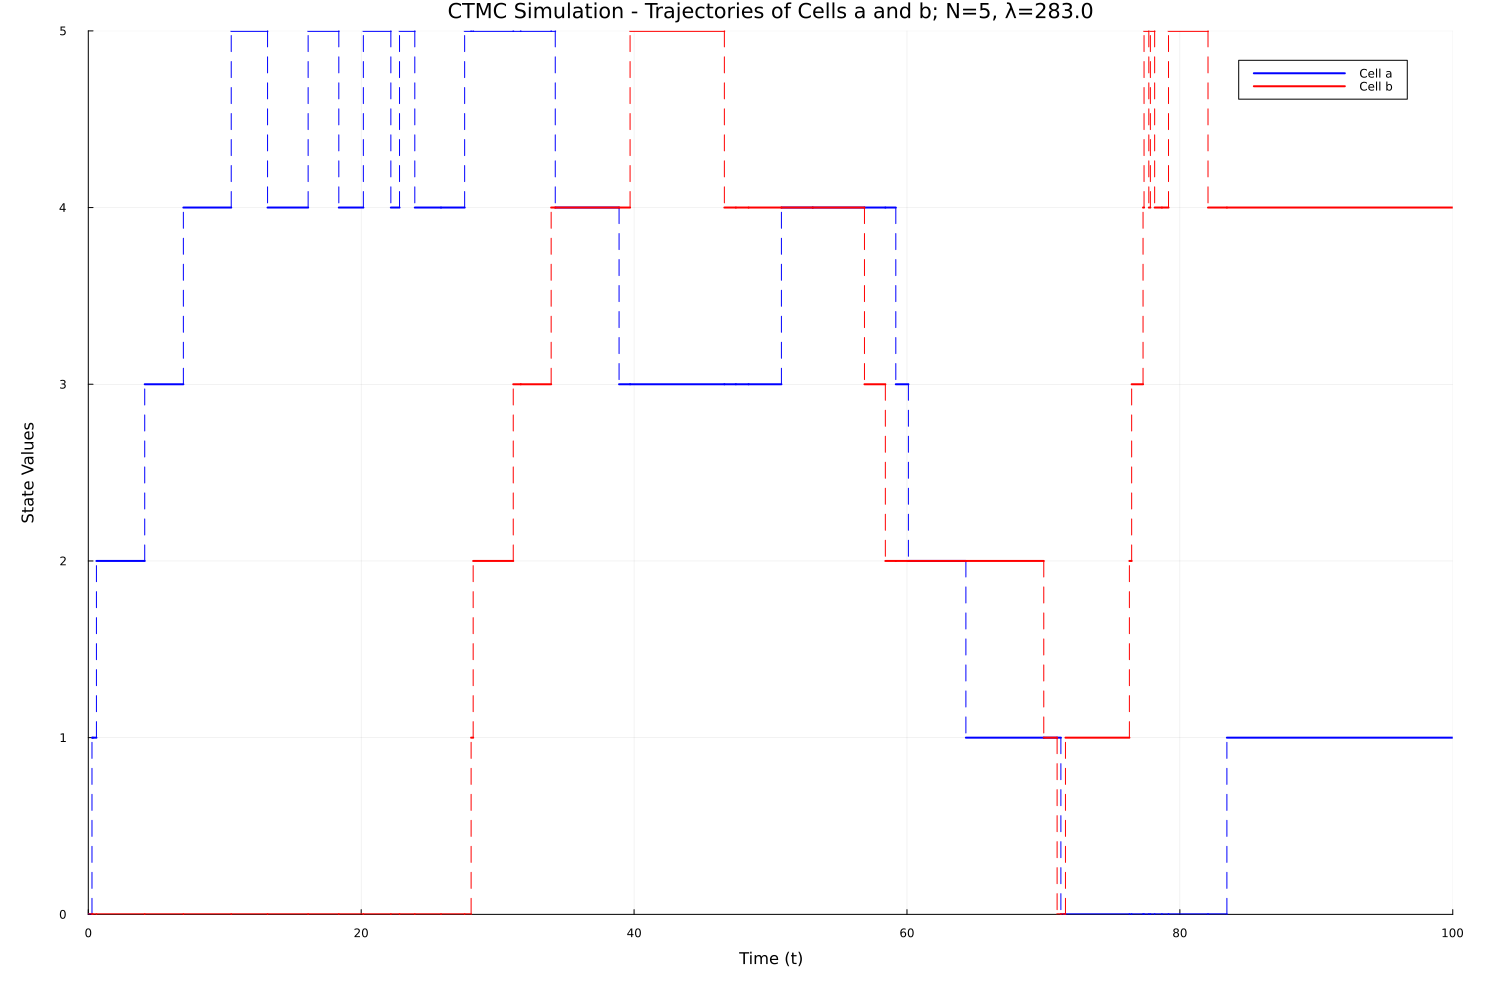 CTMC Simulation - Trajectories of Cells a and b; N=5, λ=283.0
5
Cell a
Cell b
4
3
State Values
2
1
0
0 20 40 60 80 100
Time (t)